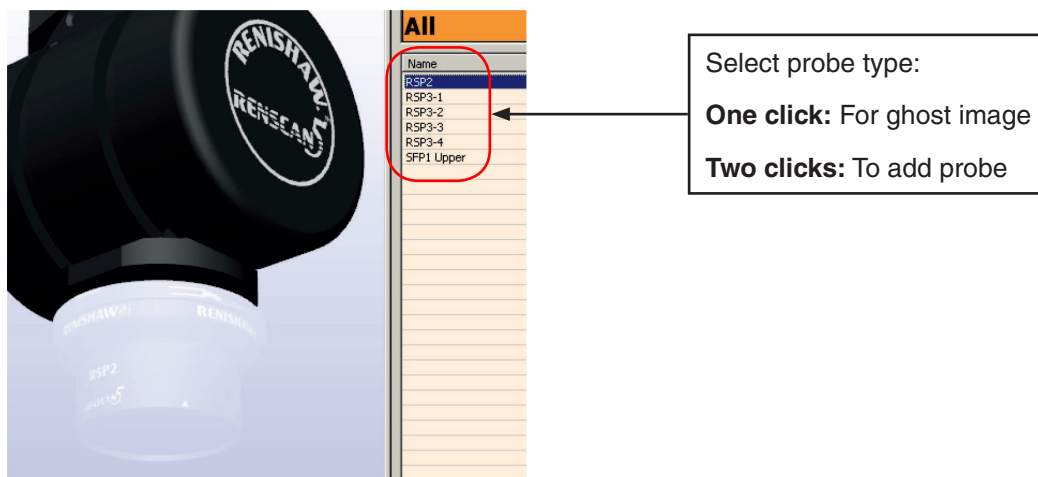 RENISHAW
RENSCAN5
RENISHAW
RENISHAW
RSP2
All
Name
RSP2
RSP3-1
RSP3-2
RSP3-3
RSP3-4
SFP1 Upper
Select probe type:
One click: For ghost image
Two clicks: To add probe